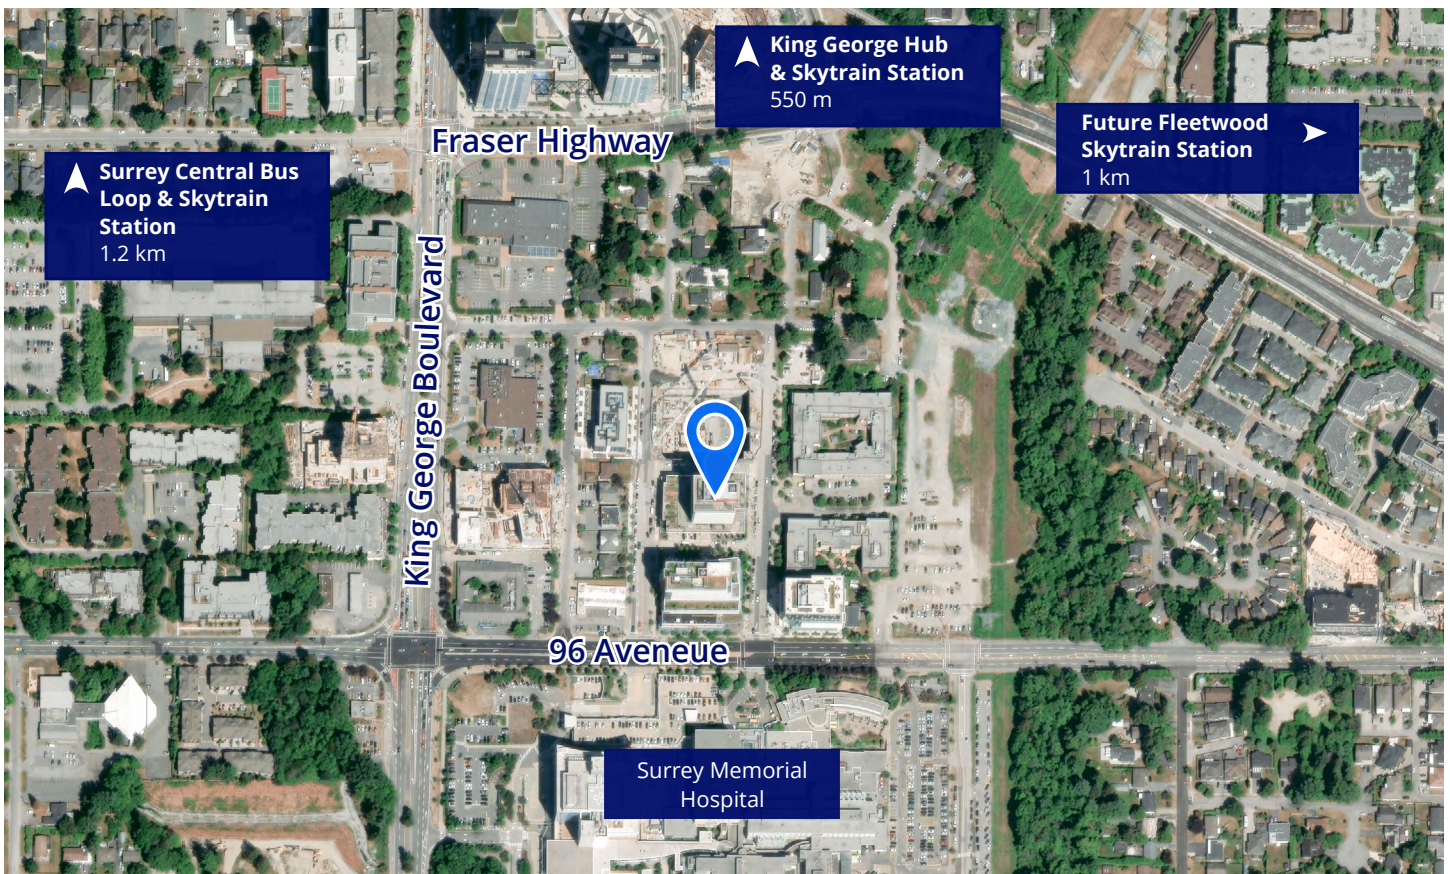 King George Hub
& Skytrain Station
550 m
Future Fleetwood
Skytrain Station
1 km
Fraser Highway
Surrey Central Bus
Loop & Skytrain
Station
1.2 km
King George Boulevard
96 Aveneue
Surrey Memorial
Hospital